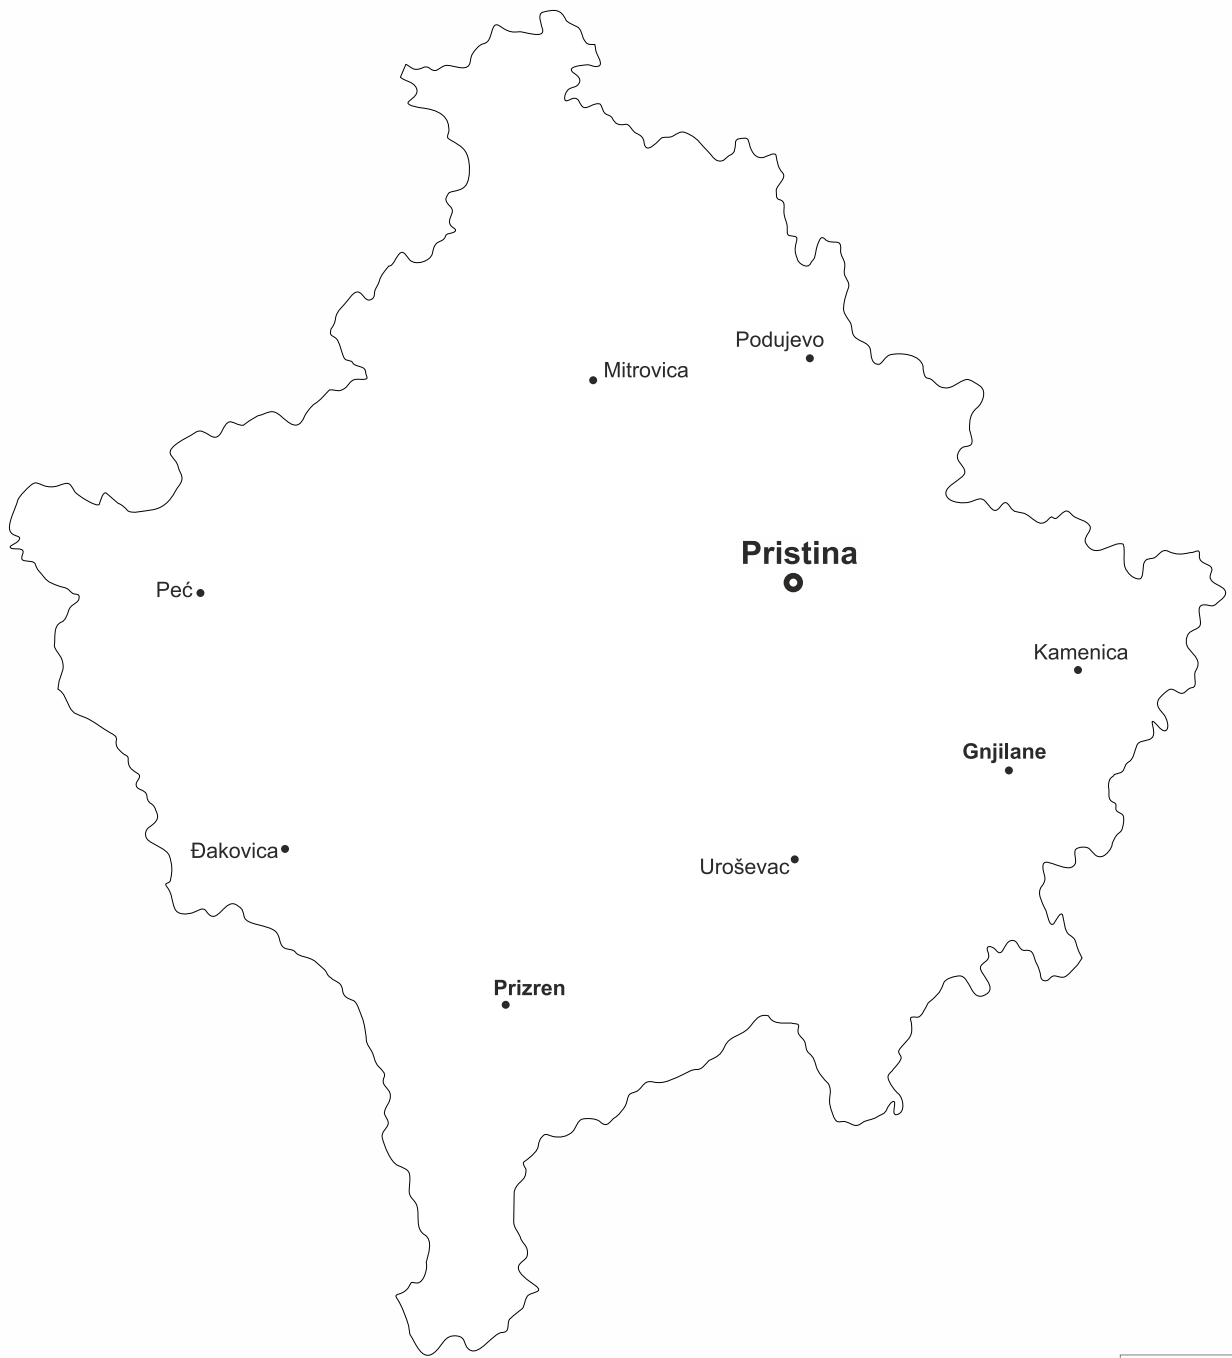 Podujevo
Mitrovica
Pristina
Peć
Kamenica
Gnjilane
Đakovica
Uroševac
Prizren